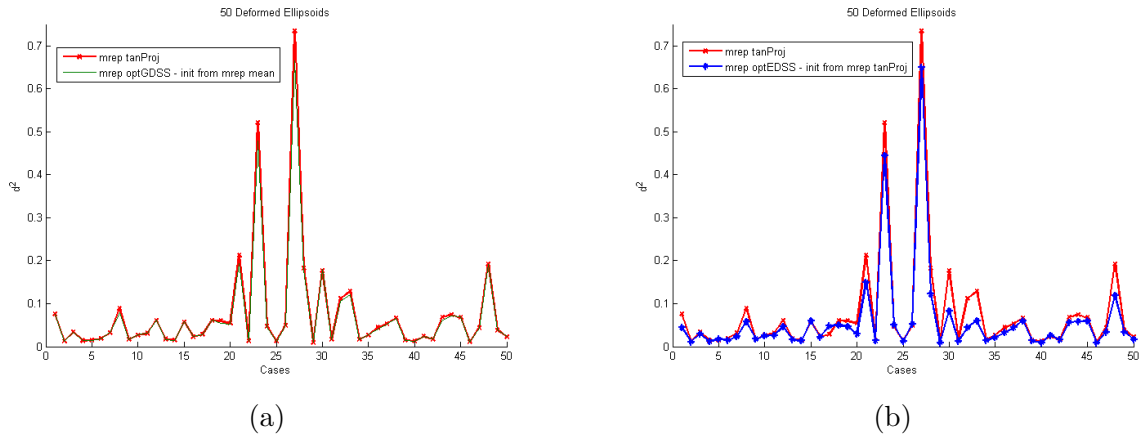 50 Deformed Ellipsoids
mrep tanProj
mrep optGDSS - init from mrep mean
d²
0.7
0.6
0.5
0.4
0.3
0.2
0.1
0
0 5 10 15 20 25 30 35 40 45 50
Cases
(a)
50 Deformed Ellipsoids
mrep tanProj
mrep optEDSS - init from mrep tanProj
d²
0.7
0.6
0.5
0.4
0.3
0.2
0.1
0
0 5 10 15 20 25 30 35 40 45 50
Cases
(b)